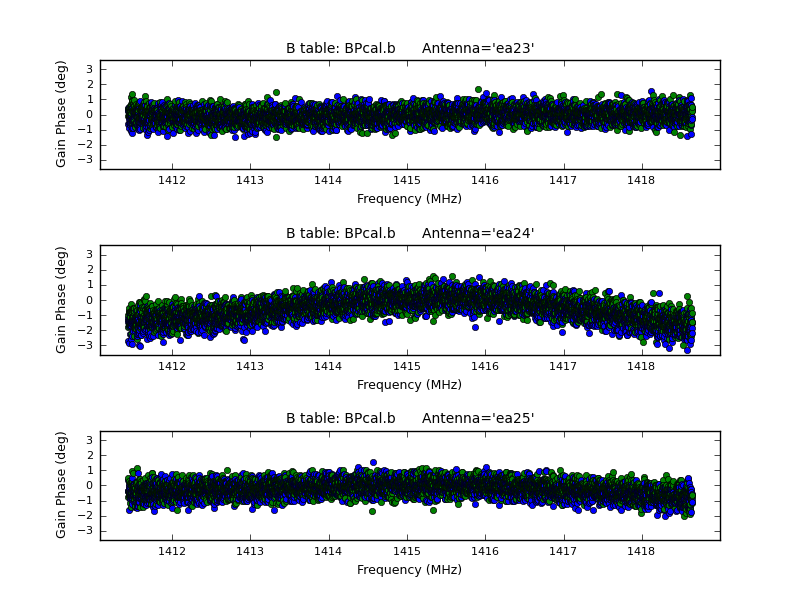 B table: BPcal.b Antenna='ea23'
Gain Phase (deg)
3
2
1
0
−1
−2
−3
1412 1413 1414 1415 1416 1417 1418
Frequency (MHz)
B table: BPcal.b Antenna='ea24'
Gain Phase (deg)
3
2
1
0
−1
−2
−3
1412 1413 1414 1415 1416 1417 1418
Frequency (MHz)
B table: BPcal.b Antenna='ea25'
Gain Phase (deg)
3
2
1
0
−1
−2
−3
1412 1413 1414 1415 1416 1417 1418
Frequency (MHz)